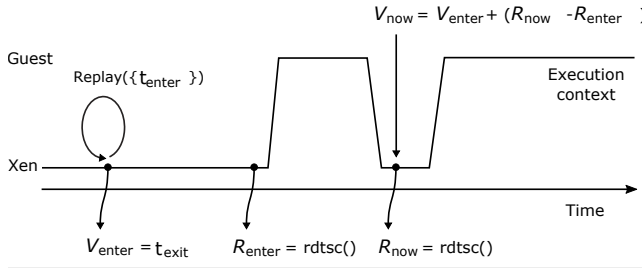 V_now = V_enter + (R_now - R_enter )
Guest
Replay({t_enter })
Execution
context
Xen
Time
V_enter = t_exit
R_enter = rdtsc()
R_now = rdtsc()